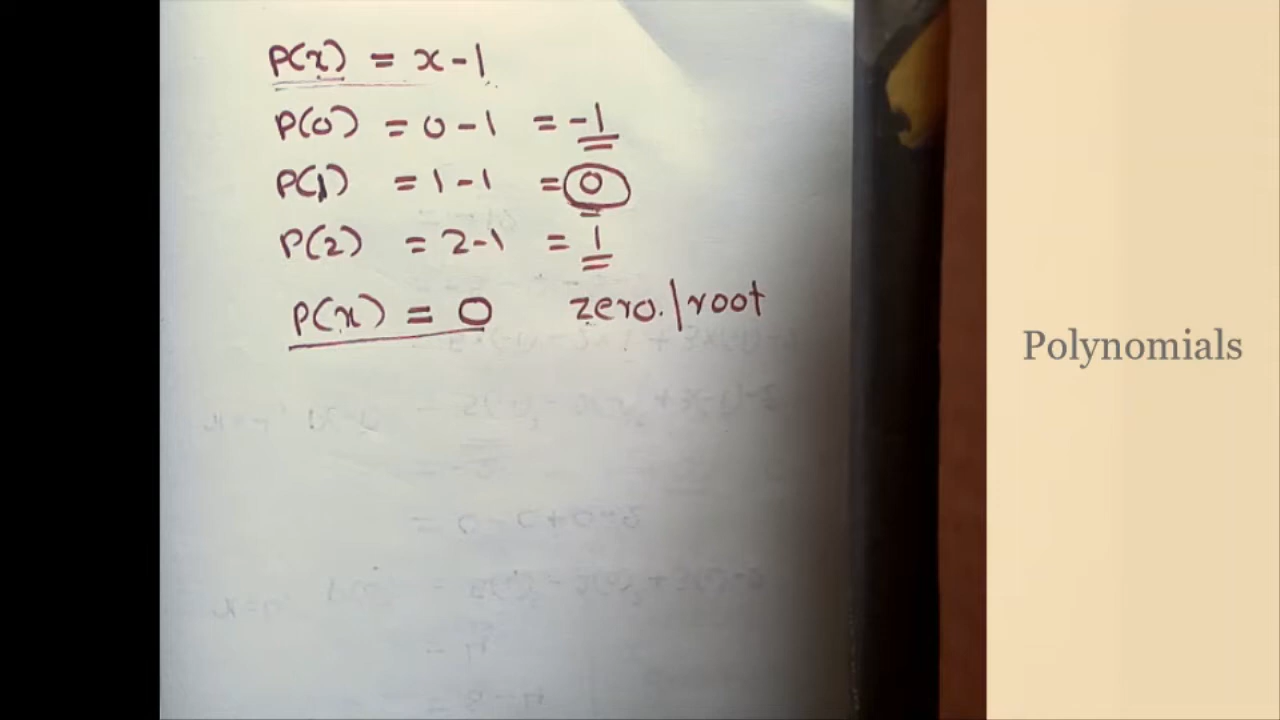 P(x) = x-1
P(0) = 0-1 = -1
P(1) = 1-1 = 0
P(2) = 2-1 = 1
P(x) = 0 zero./root
Polynomials